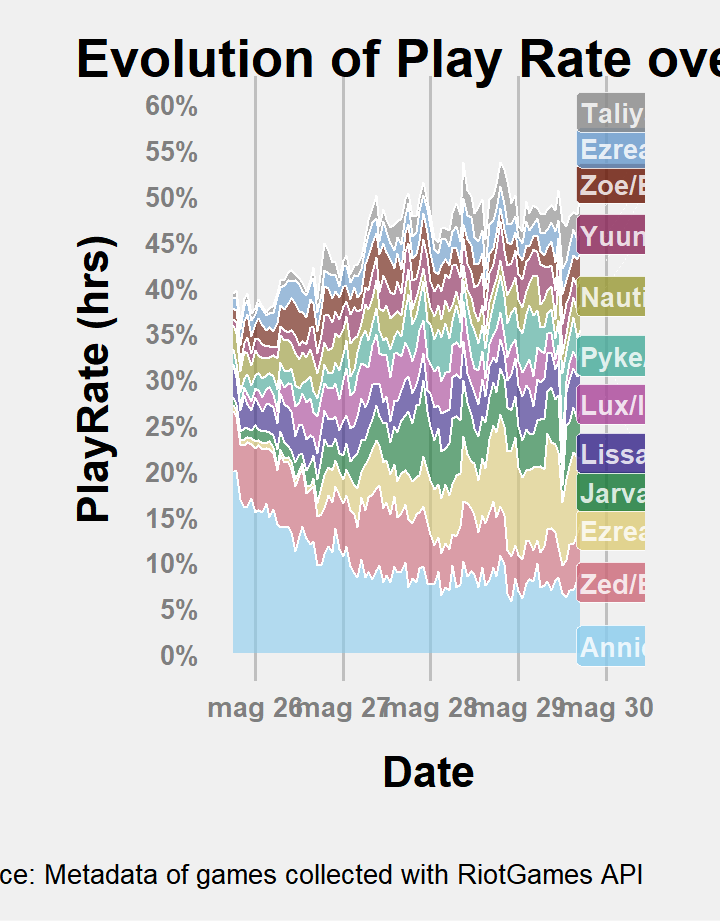 Evolution of Play Rate ove
60%
55%
50%
45%
40%
35%
30%
25%
20%
15%
10%
5%
0%
PlayRate (hrs)
Taliy
Ezrea
Zoe/E
Yuum
Nauti
Pyke/
Lux/I
Lissa
Jarva
Ezrea
Zed/E
Annie
mag 26 mag 27 mag 28 mag 29 mag 30
Date
ce: Metadata of games collected with RiotGames API